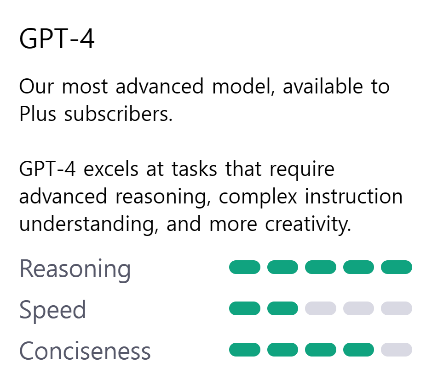 GPT-4
Our most advanced model, available to
Plus subscribers.
GPT-4 excels at tasks that require
advanced reasoning, complex instruction
understanding, and more creativity.
Reasoning
Speed
Conciseness